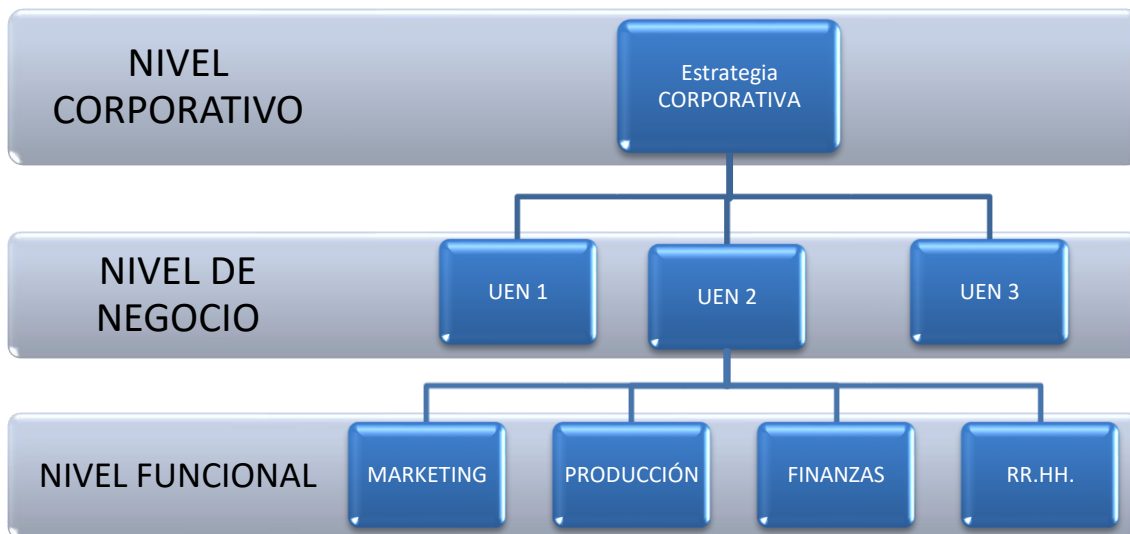 NIVEL
CORPORATIVO
Estrategia
CORPORATIVA
NIVEL DE
NEGOCIO
UEN 1
UEN 2
UEN 3
NIVEL FUNCIONAL
MARKETING
PRODUCCIÓN
FINANZAS
RR.HH.